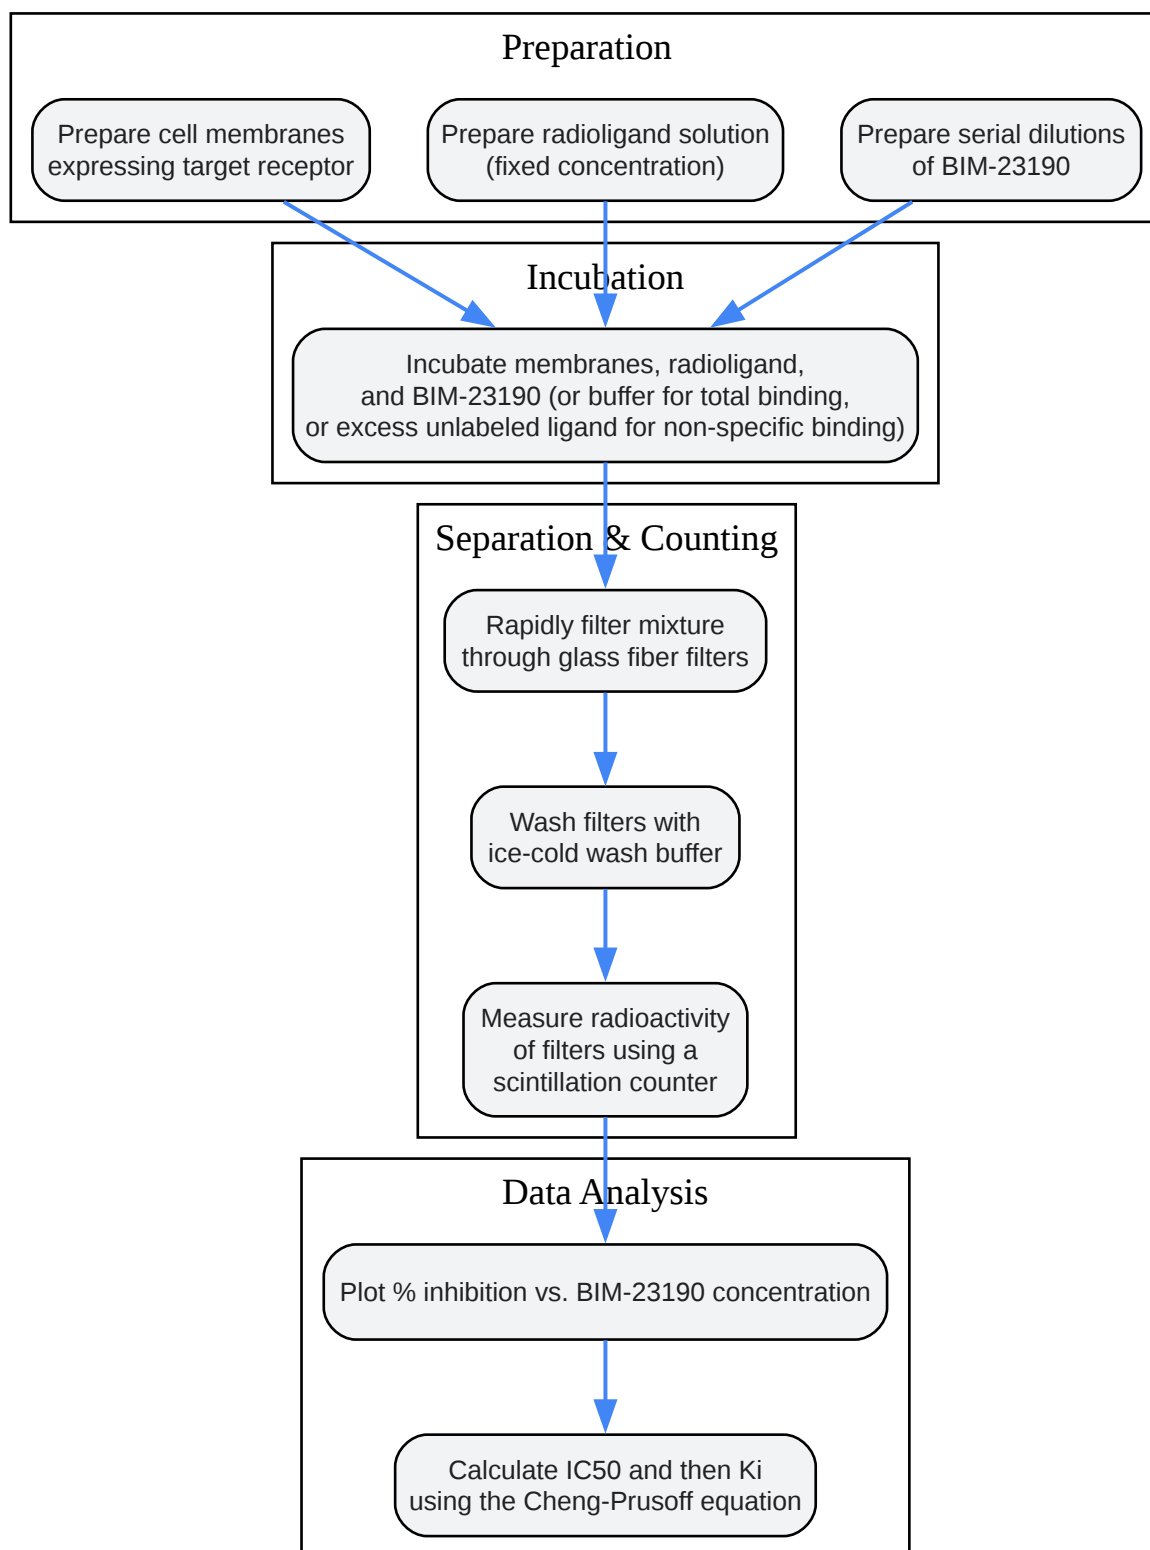 Preparation
Prepare cell membranes
expressing target receptor
Prepare radioligand solution
(fixed concentration)
Prepare serial dilutions
of BIM-23190
Incubation
Incubate membranes, radioligand,
and BIM-23190 (or buffer for total binding,
or excess unlabeled ligand for non-specific binding)
Separation & Counting
Rapidly filter mixture
through glass fiber filters
Wash filters with
ice-cold wash buffer
Measure radioactivity
of filters using a
scintillation counter
Data Analysis
Plot % inhibition vs. BIM-23190 concentration
Calculate IC50 and then Ki
using the Cheng-Prusoff equation